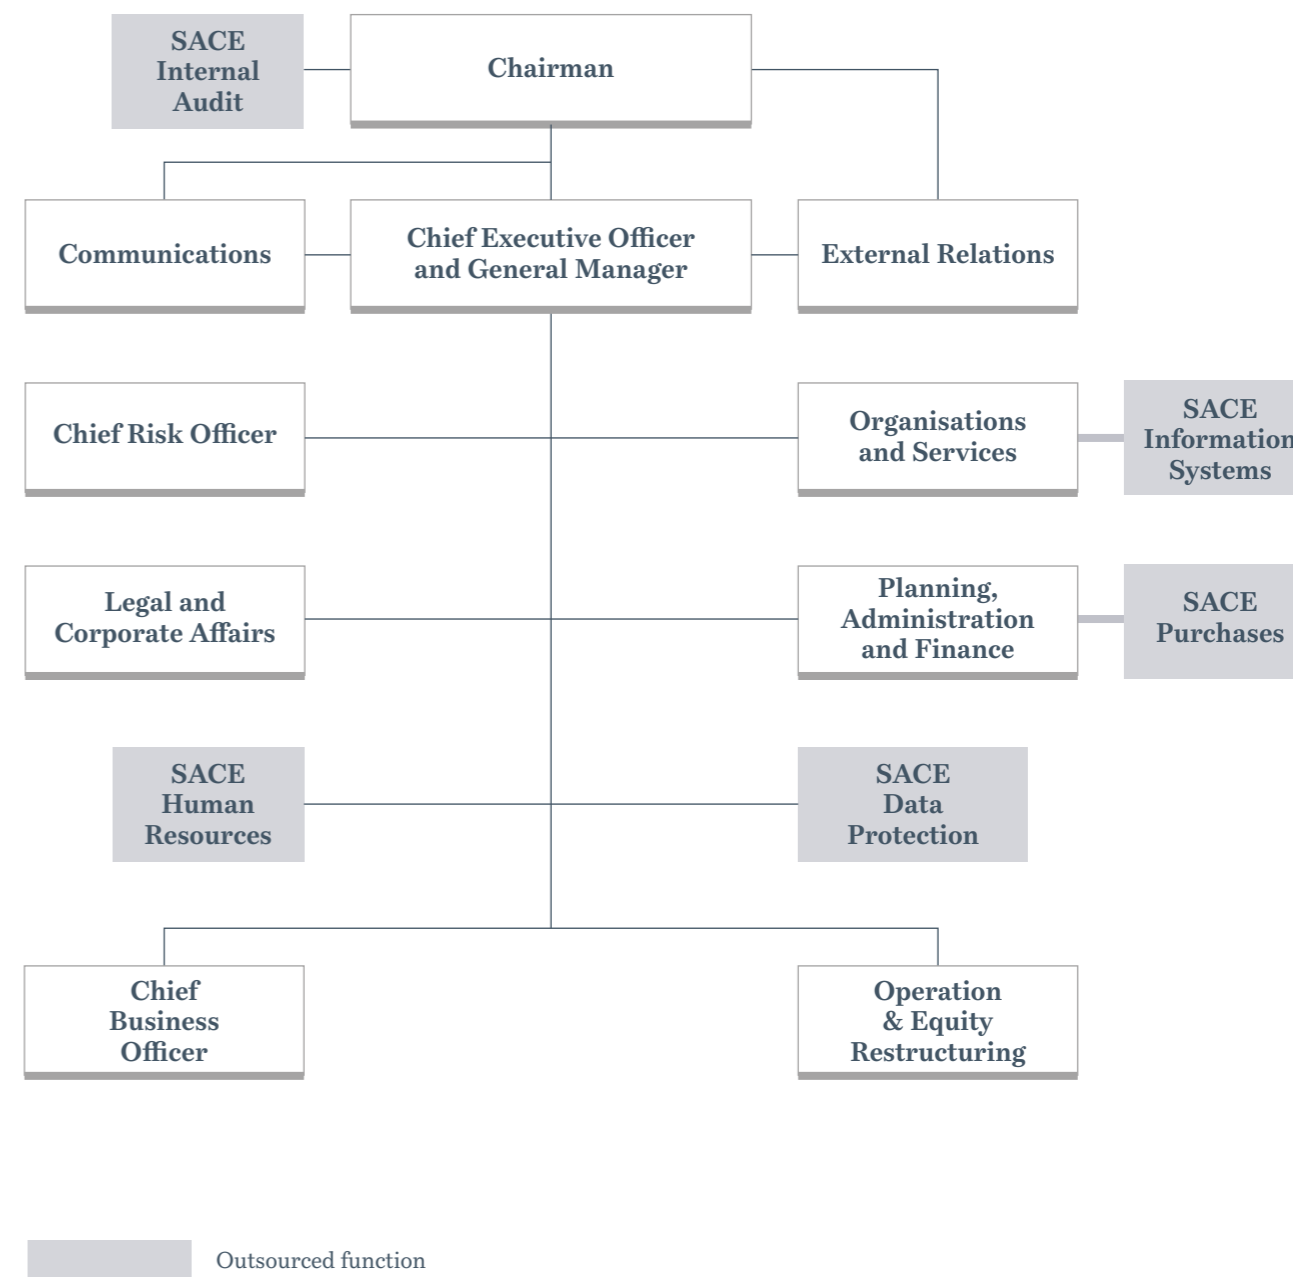 SACE
Internal
Audit
Chairman
Communications
Chief Executive Officer
and General Manager
External Relations
Chief Risk Officer
Organisations
and Services
SACE
Information
Systems
Legal and
Corporate Affairs
Planning,
Administration
and Finance
SACE
Purchases
SACE
Human
Resources
SACE
Data
Protection
Chief
Business
Officer
Operation
& Equity
Restructuring
Outsourced function